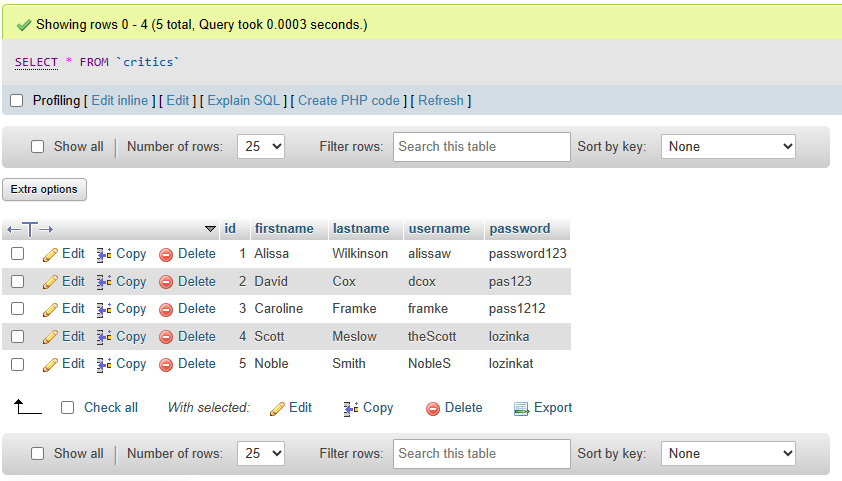 Showing rows 0 - 4 (5 total, Query took 0.0003 seconds.)
SELECT * FROM `critics`
Profiling [ Edit inline ] [ Edit ] [ Explain SQL ] [ Create PHP code ] [ Refresh ]
Show all Number of rows: 25 Filter rows: Search this table Sort by key: None
Extra options
id firstname lastname username password
Edit Copy Delete 1 Alissa Wilkinson alissaw password123
Edit Copy Delete 2 David Cox dcox pas123
Edit Copy Delete 3 Caroline Framke framke pass1212
Edit Copy Delete 4 Scott Meslow theScott lozinka
Edit Copy Delete 5 Noble Smith NobleS lozinkat
Check all With selected: Edit Copy Delete Export
Show all Number of rows: 25 Filter rows: Search this table Sort by key: None